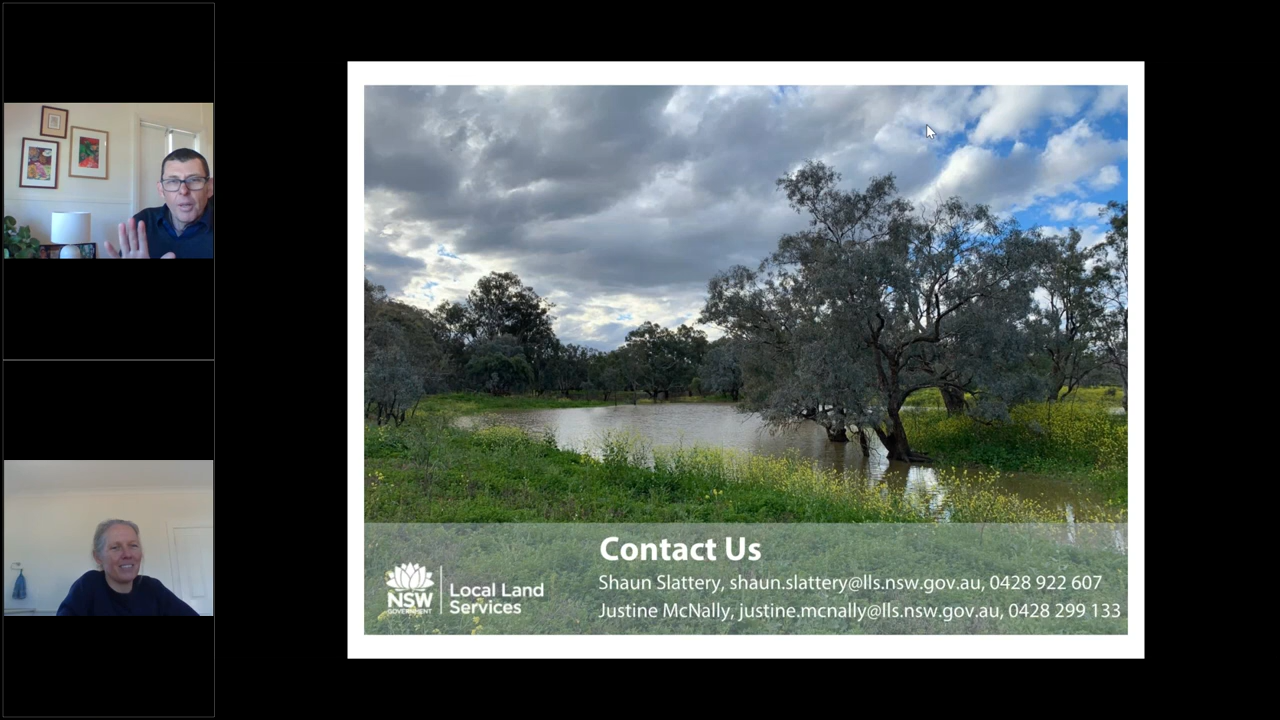 Contact Us
Shaun Slattery, shaun.slattery@lls.nsw.gov.au, 0428 922 607
Justine McNally, justine.mcnally@lls.nsw.gov.au, 0428 299 133
NSW
GOVERNMENT
Local Land
Services